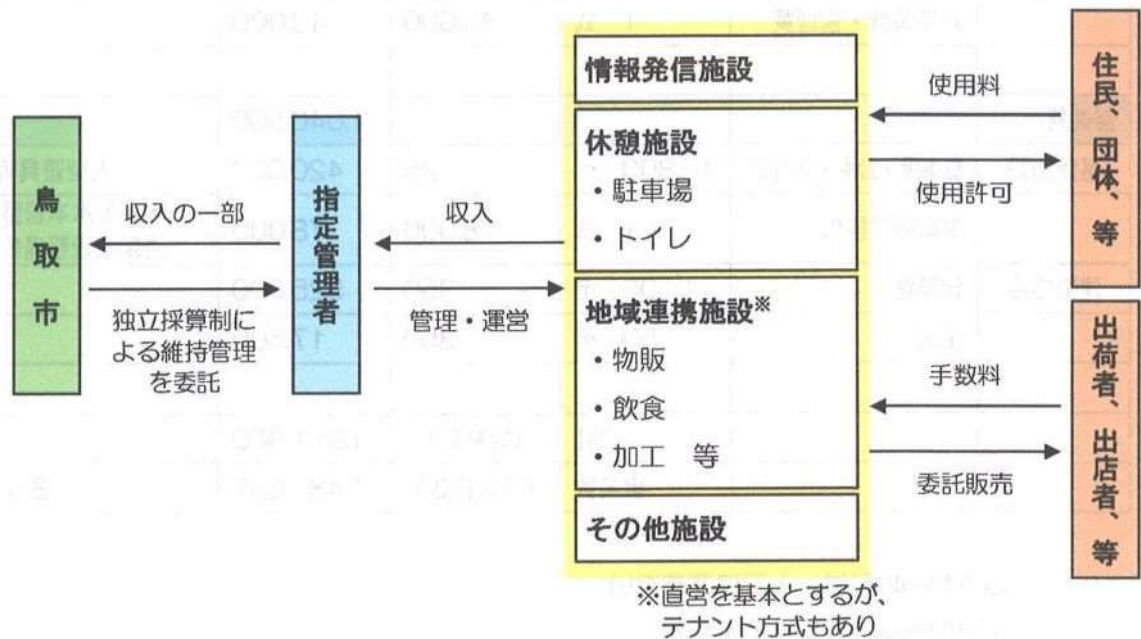 鳥取市
収入の一部
独立採算制に
よる維持管理
を委託
指定管理者
収入
管理・運営
情報発信施設
休憩施設
・駐車場
・トイレ
地域連携施設※
・物販
・飲食
・加工 等
その他施設
※直営を基本とするが、
テナント方式もあり
使用料
使用許可
手数料
委託販売
住民、団体、等
出荷者、出店者、等